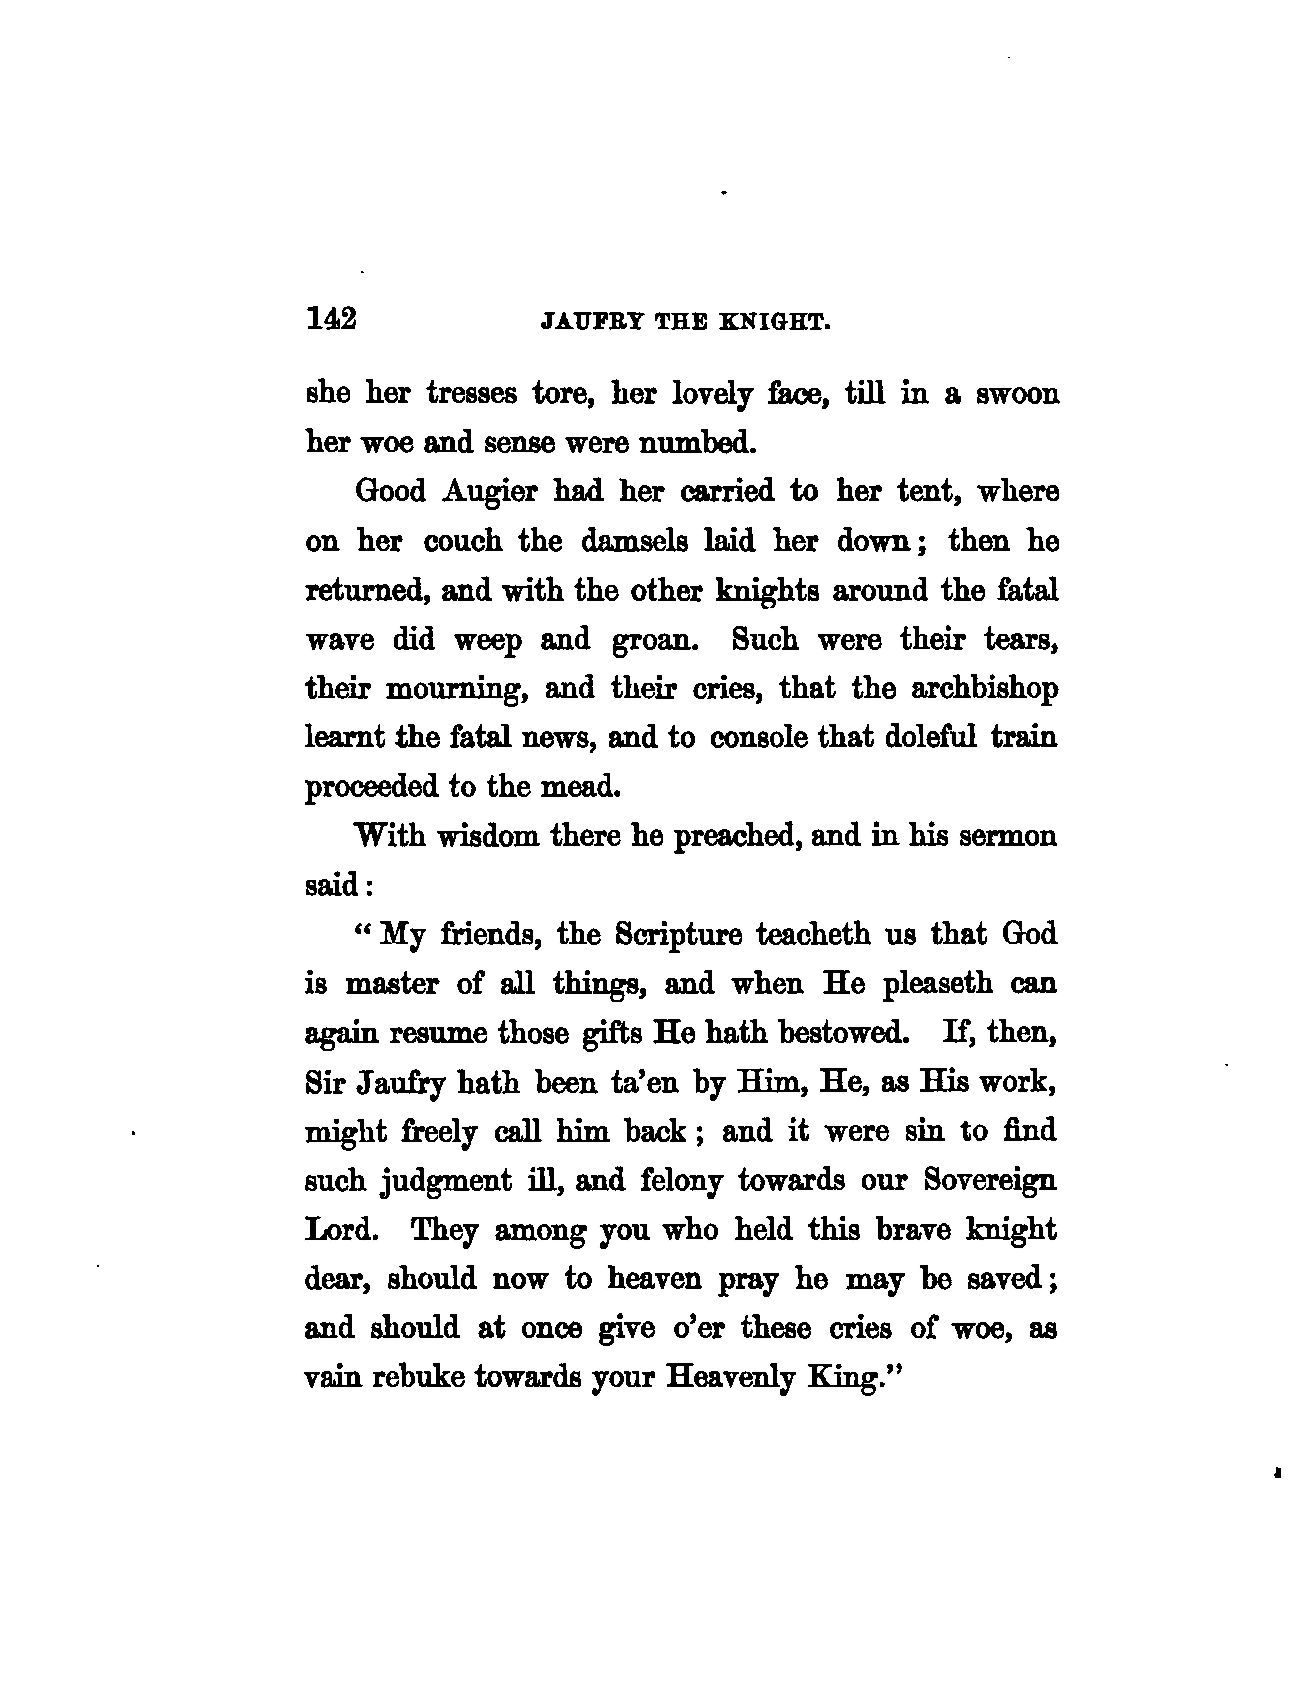 142 JAUFRY THE KNIGHT.
she her tresses tore, her lovely face, till in a swoon
her woe and sense were numbed.
Good Augier had her carried to her tent, where
on her couch the damsels laid her down; then he
returned, and with the other knights around the fatal
wave did weep and groan. Such were their tears,
their mourning, and their cries, that the archbishop
learnt the fatal news, and to console that doleful train
proceeded to the mead.
With wisdom there he preached, and in his sermon
said:
"My friends, the Scripture teacheth us that God
is master of all things, and when He pleaseth can
again resume those gifts He hath bestowed. If, then,
Sir Jaufry hath been ta'en by Him, He, as His work,
might freely call him back; and it were sin to find
such judgment ill, and felony towards our Sovereign
Lord. They among you who held this brave knight
dear, should now to heaven pray he may be saved;
and should at once give o'er these cries of woe, as
vain rebuke towards your Heavenly King."